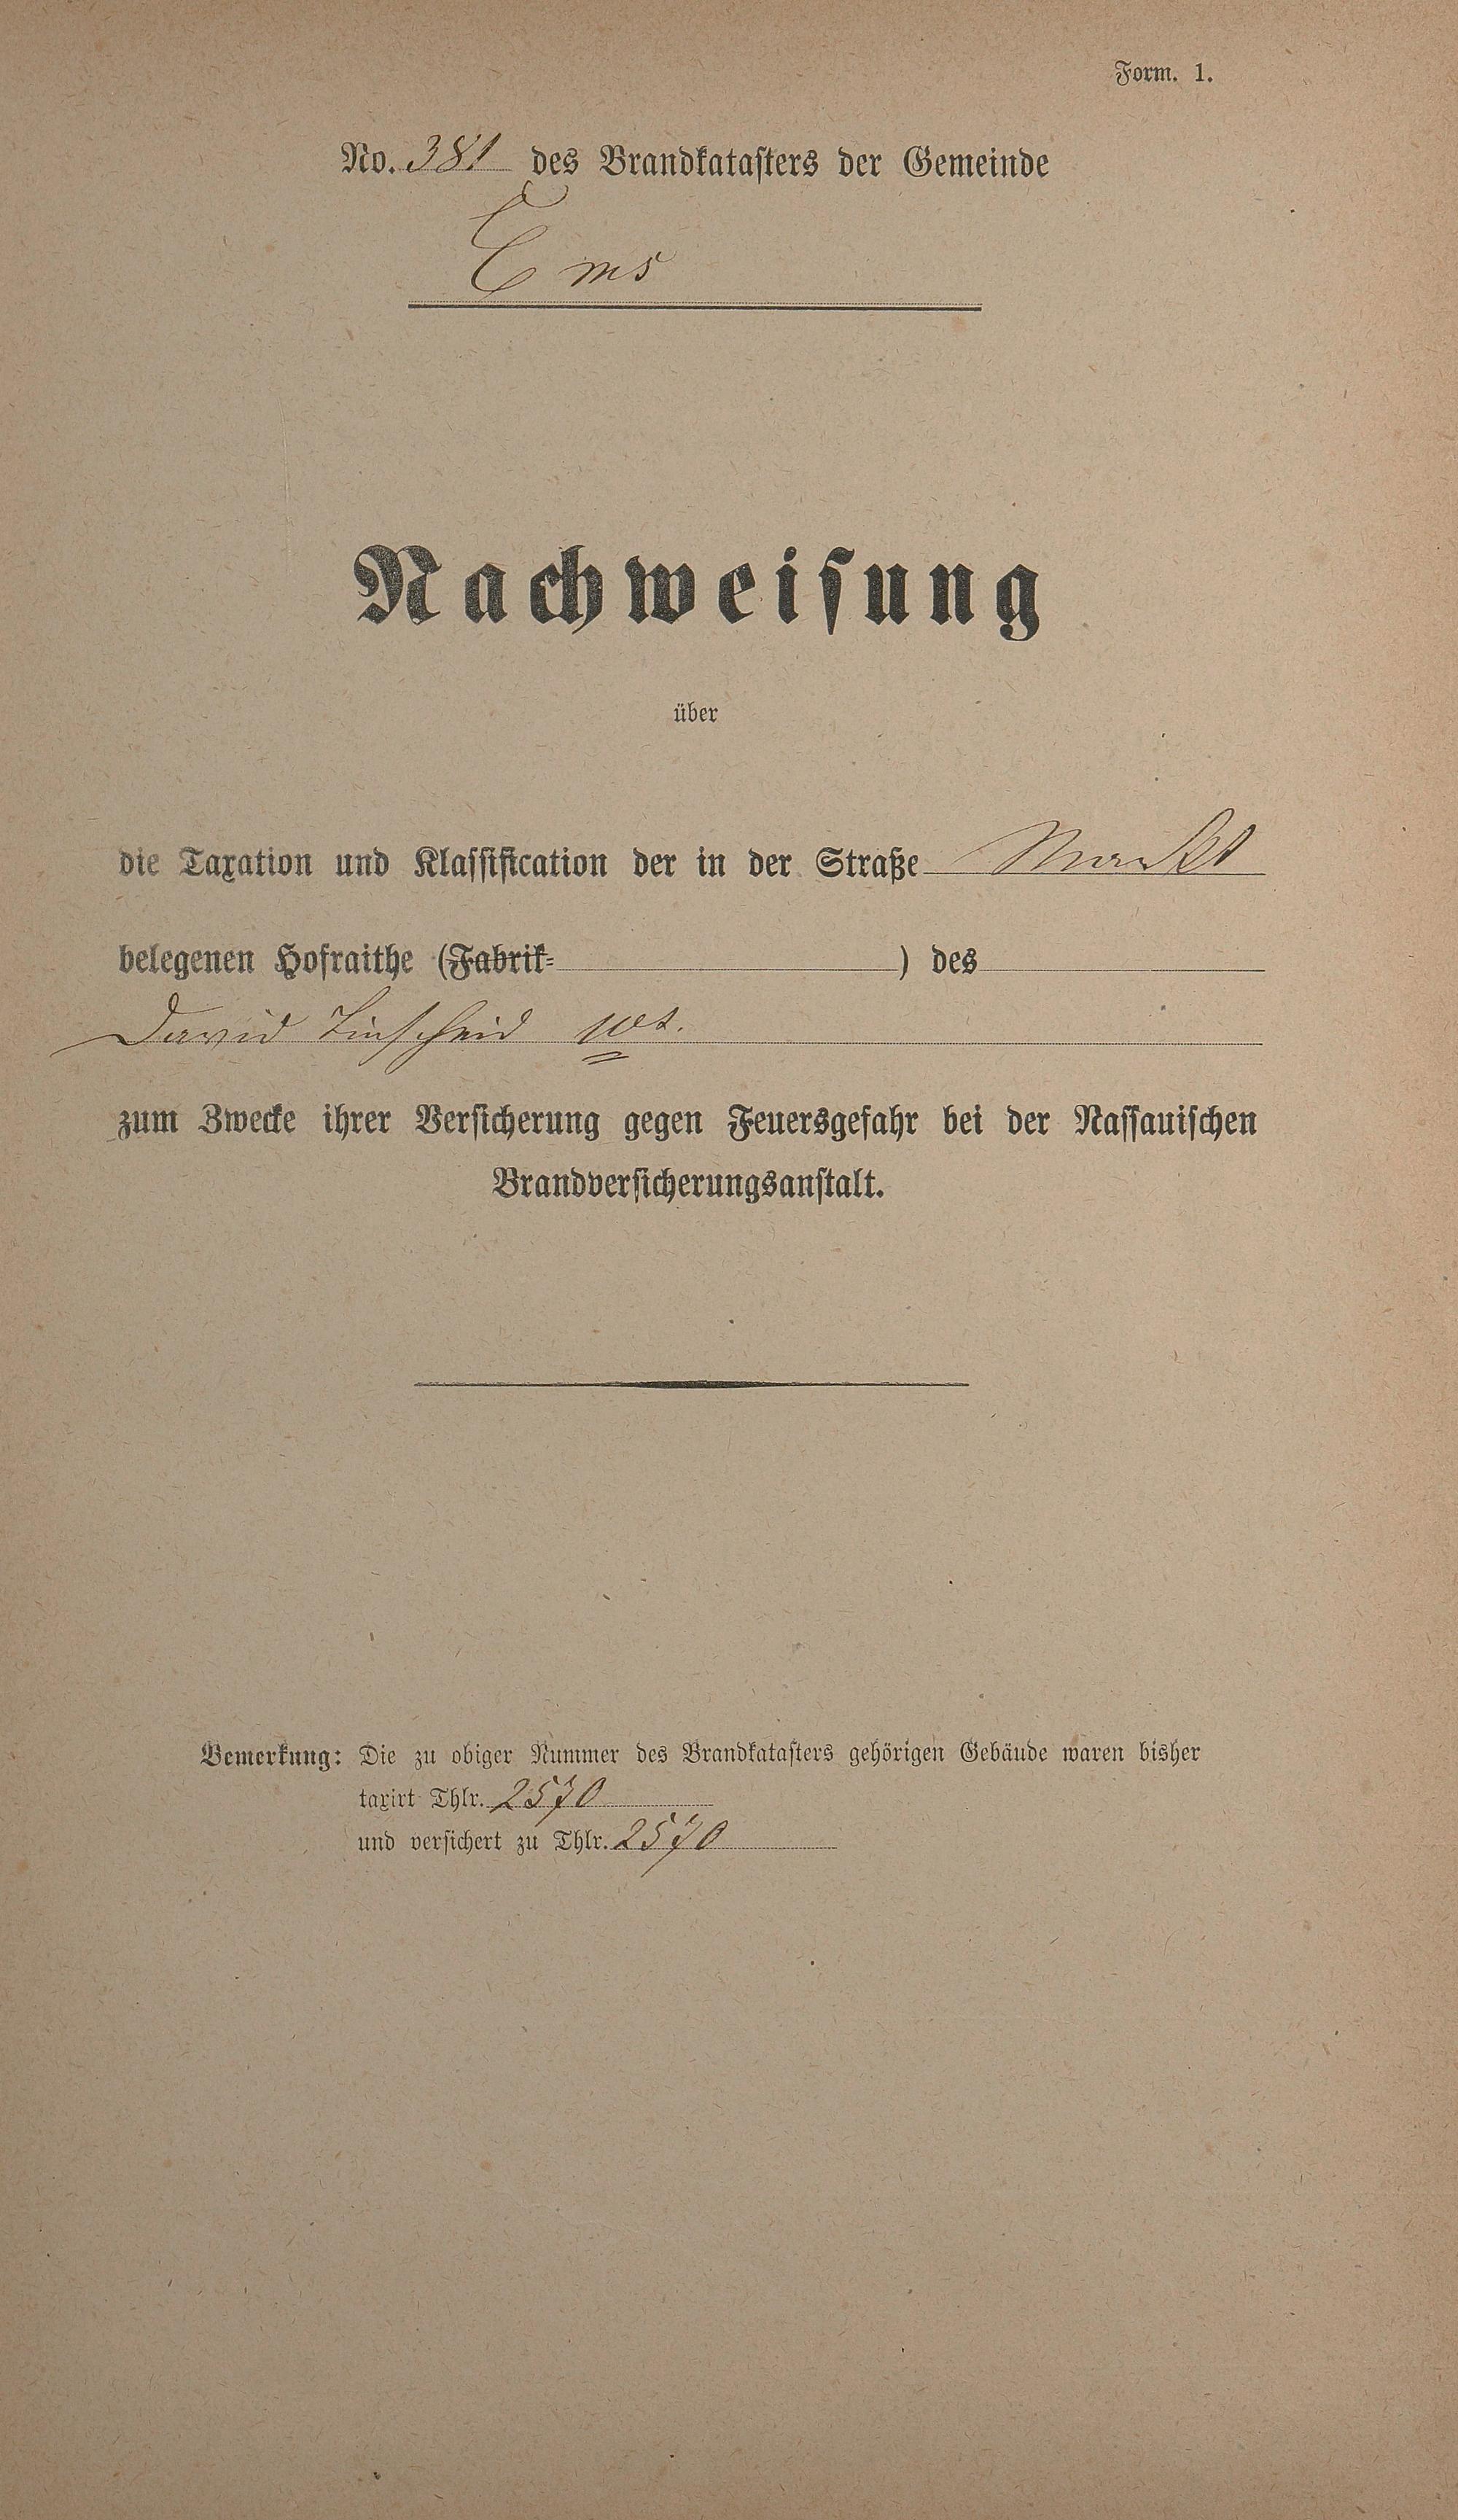 Form. 1.
No. 381 des Brandkatasters der Gemeinde
Ems
Nachweisung
über
die Taxation und Klassification der in der Straße Markt
belegenen Hofraithe (Fabrik= ) des
David Linscheid
zum Zwecke ihrer Versicherung gegen Feuersgefahr bei der Nassauischen
Brandversicherungsanstalt.
Bemerkung: Die zu obiger Nummer des Brandkatasters gehörigen Gebäude waren bisher
taxirt Thlr. 2570
und versichert zu Thlr. 2570